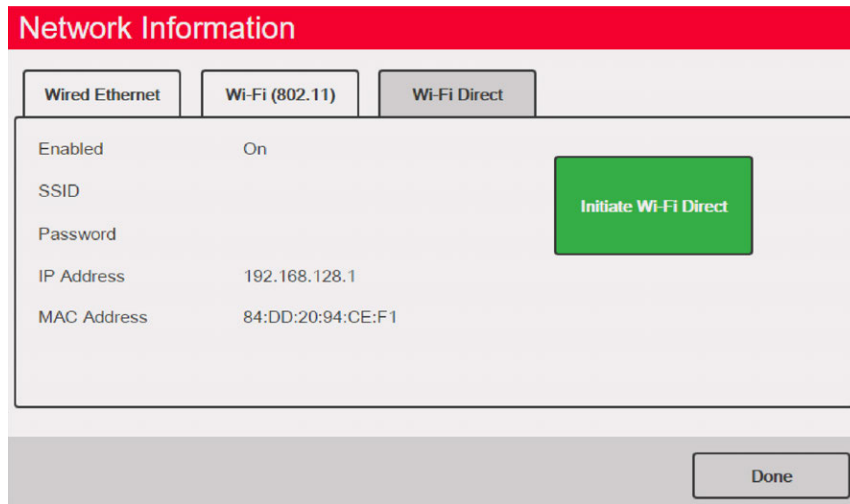 Network Information
Wired Ethernet Wi-Fi (802.11) Wi-Fi Direct
Enabled On
SSID
Initiate Wi-Fi Direct
Password
IP Address 192.168.128.1
MAC Address 84:DD:20:94:CE:F1
Done